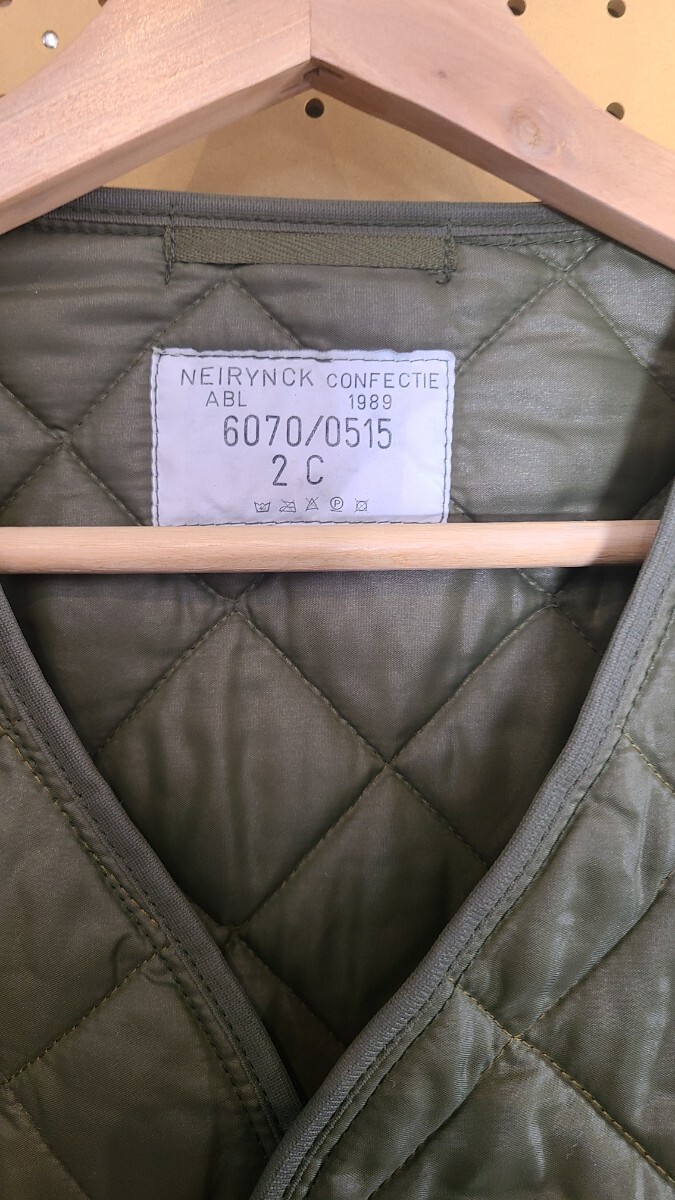 NEIRYNCK CONFECTIE
ABL 1989
6070/0515
2 C